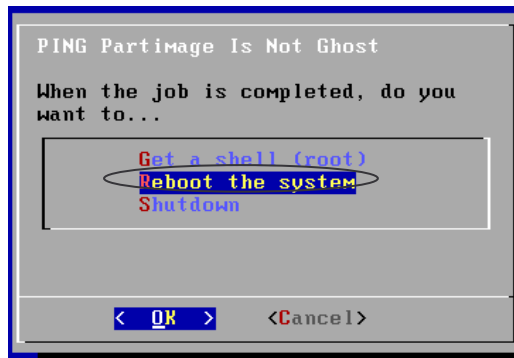 PING Partimage Is Not Ghost
When the job is completed, do you
want to...
Get a shell (root)
Reboot the system
Shutdown
< OK > <Cancel>